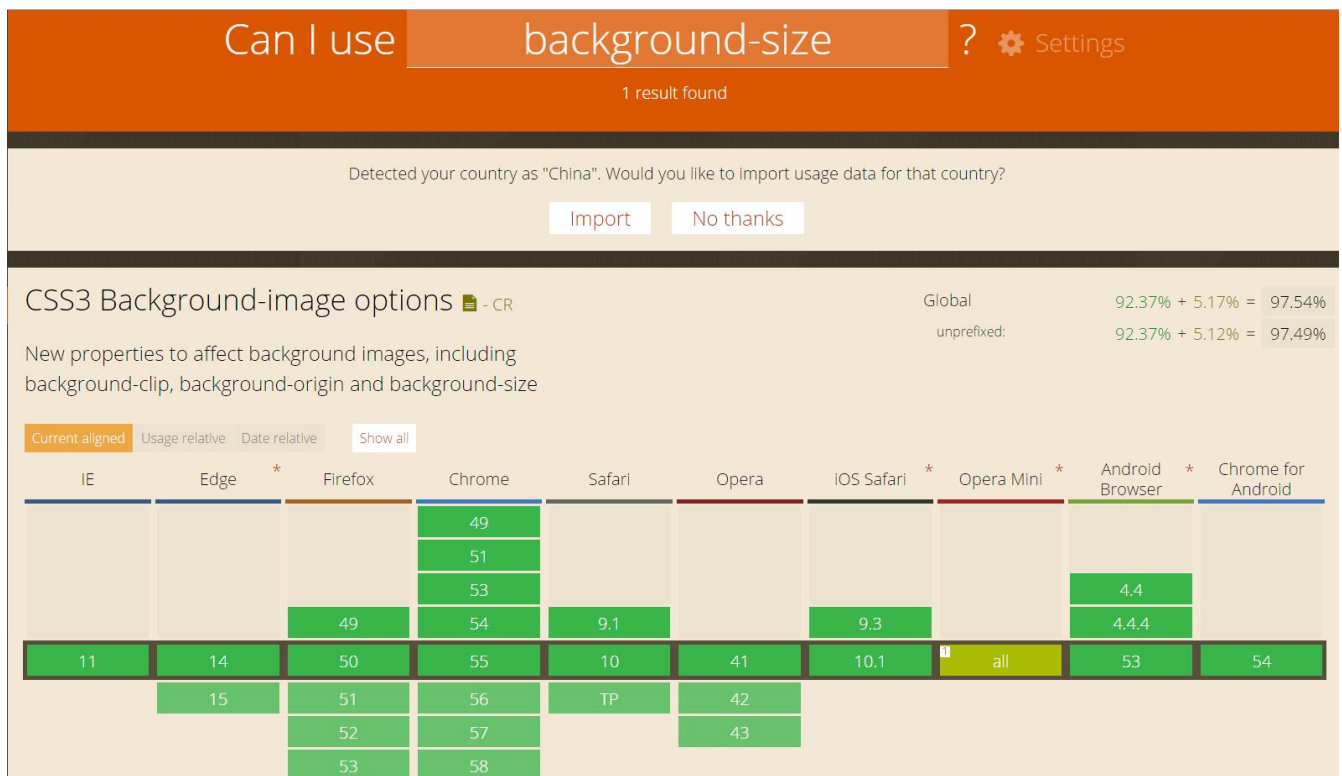 Can I use background-size ? Settings
1 result found
Detected your country as "China". Would you like to import usage data for that country?
Import No thanks
CSS3 Background-image options - CR
Global 92.37% + 5.17% = 97.54%
unprefixed: 92.37% + 5.12% = 97.49%
New properties to affect background images, including
background-clip, background-origin and background-size
Current aligned Usage relative Date relative Show all
IE Edge * Firefox Chrome Safari Opera iOS Safari * Opera Mini * Android Browser * Chrome for Android
49
51
53 4.4
49 54 9.1 9.3 4.4.4
11 14 50 55 10 41 10.1 1 all 53 54
15 51 56 TP 42
52 57 43
53 58